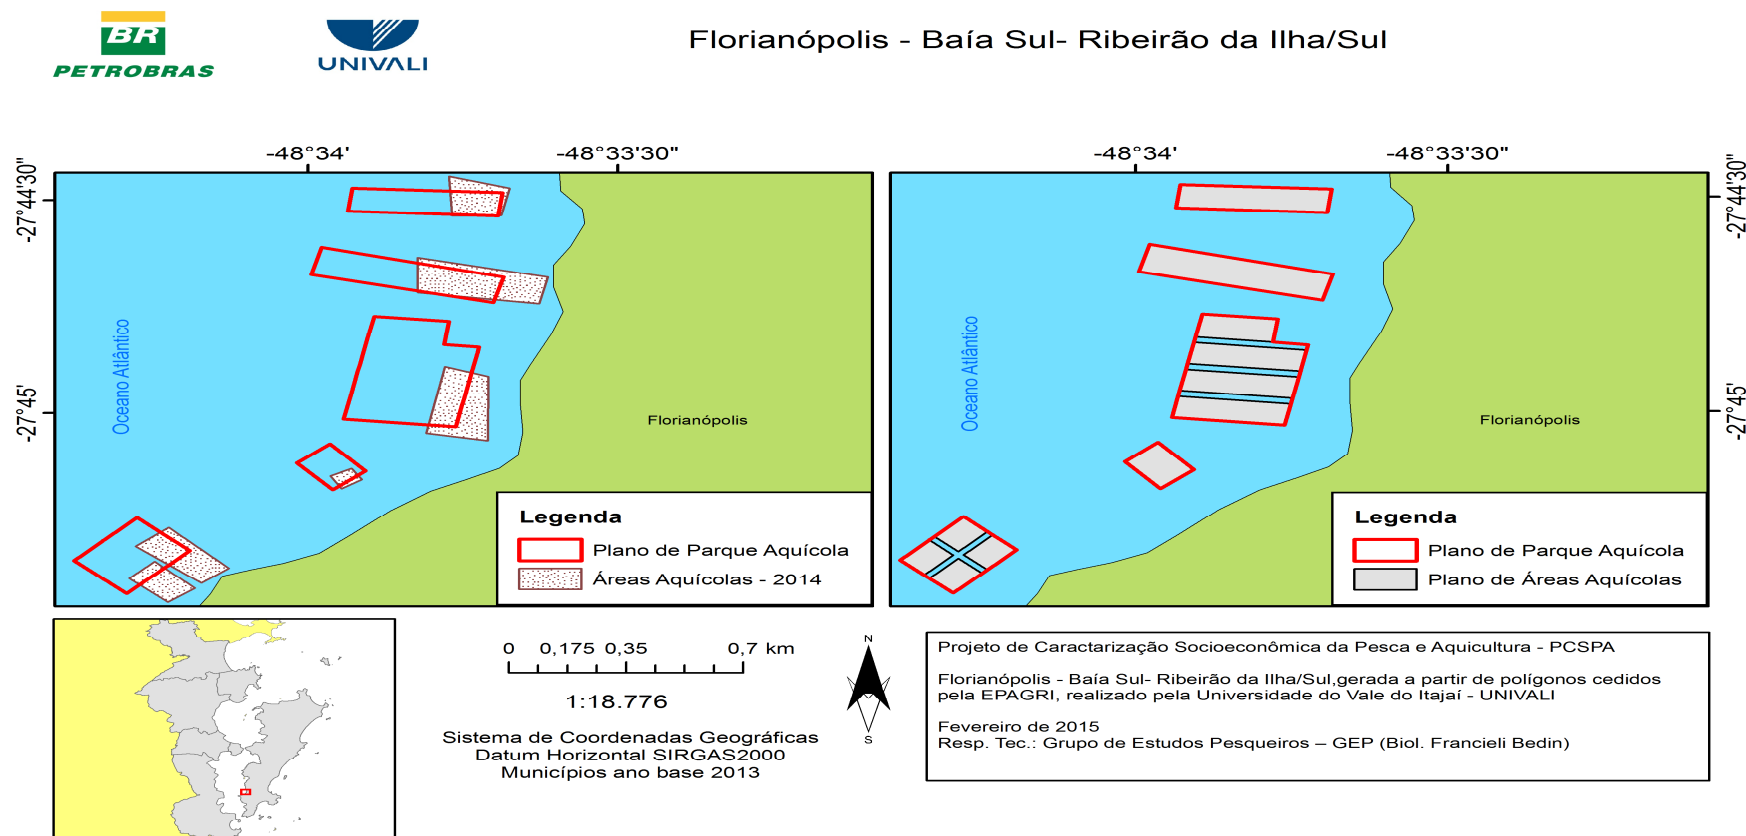 BR
PETROBRAS
UNIVALI
Florianópolis - Baía Sul- Ribeirão da Ilha/Sul
-48°34'
-48°33'30"
-48°34'
-48°33'30"
-27°44'30"
-27°45'
Oceano Atlântico
Florianópolis
Legenda
Plano de Parque Aquícola
Áreas Aquícolas - 2014
Oceano Atlântico
Florianópolis
Legenda
Plano de Parque Aquícola
Plano de Áreas Aquícolas
-27°44'30"
-27°45'
0 0,175 0,35 0,7 km
1:18.776
Sistema de Coordenadas Geográficas
Datum Horizontal SIRGAS2000
Municípios ano base 2013
N
S
Projeto de Caractarização Socioeconômica da Pesca e Aquicultura - PCSPA
Florianópolis - Baía Sul- Ribeirão da Ilha/Sul,gerada a partir de polígonos cedidos
pela EPAGRI, realizado pela Universidade do Vale do Itajaí - UNIVALI
Fevereiro de 2015
Resp. Tec.: Grupo de Estudos Pesqueiros – GEP (Biol. Francieli Bedin)